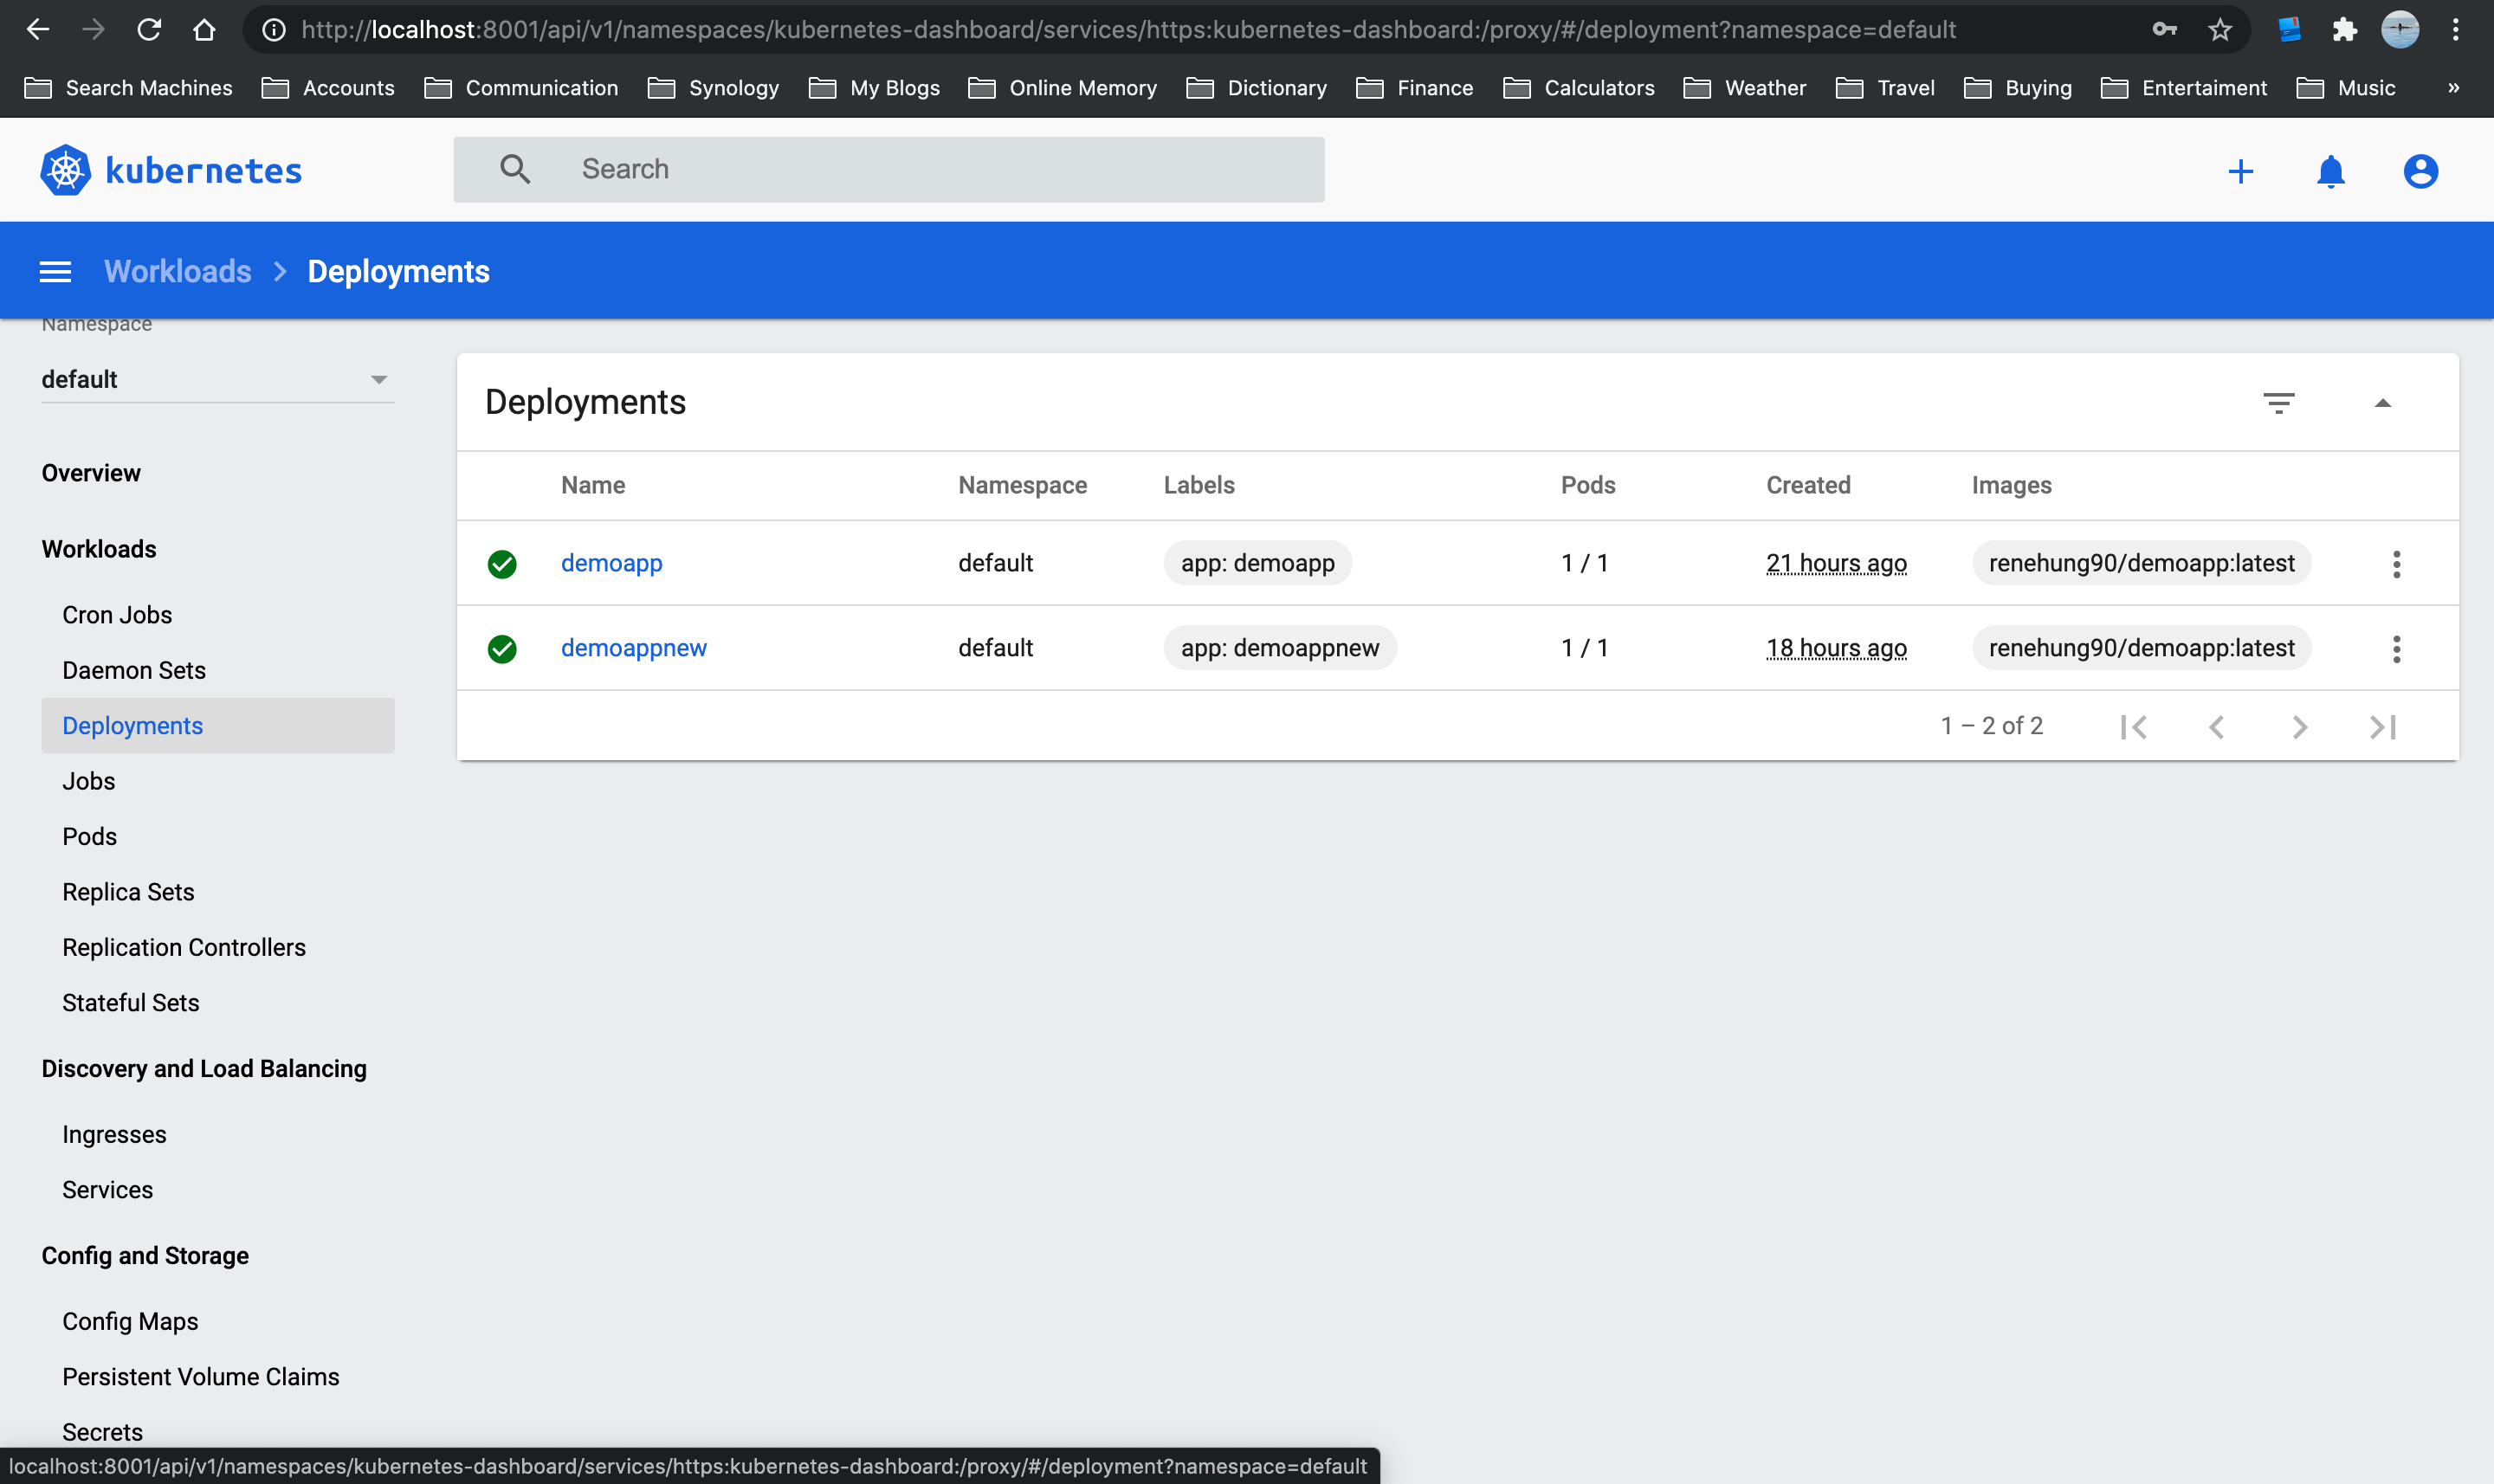 http://localhost:8001/api/v1/namespaces/kubernetes-dashboard/services/https:kubernetes-dashboard:/proxy/#/deployment?namespace=default
Search Machines Accounts Communication Synology My Blogs Online Memory Dictionary Finance Calculators Weather Travel Buying Entertaiment Music »
kubernetes Search
Workloads > Deployments
Namespace
default
Overview
Workloads
Cron Jobs
Daemon Sets
Deployments
Jobs
Pods
Replica Sets
Replication Controllers
Stateful Sets
Discovery and Load Balancing
Ingresses
Services
Config and Storage
Config Maps
Persistent Volume Claims
Secrets
Deployments
Name Namespace Labels Pods Created Images
demoapp default app: demoapp 1 / 1 21 hours ago renehung90/demoapp:latest
demoappnew default app: demoappnew 1 / 1 18 hours ago renehung90/demoapp:latest
1 – 2 of 2
localhost:8001/api/v1/namespaces/kubernetes-dashboard/services/https:kubernetes-dashboard:/proxy/#/deployment?namespace=default